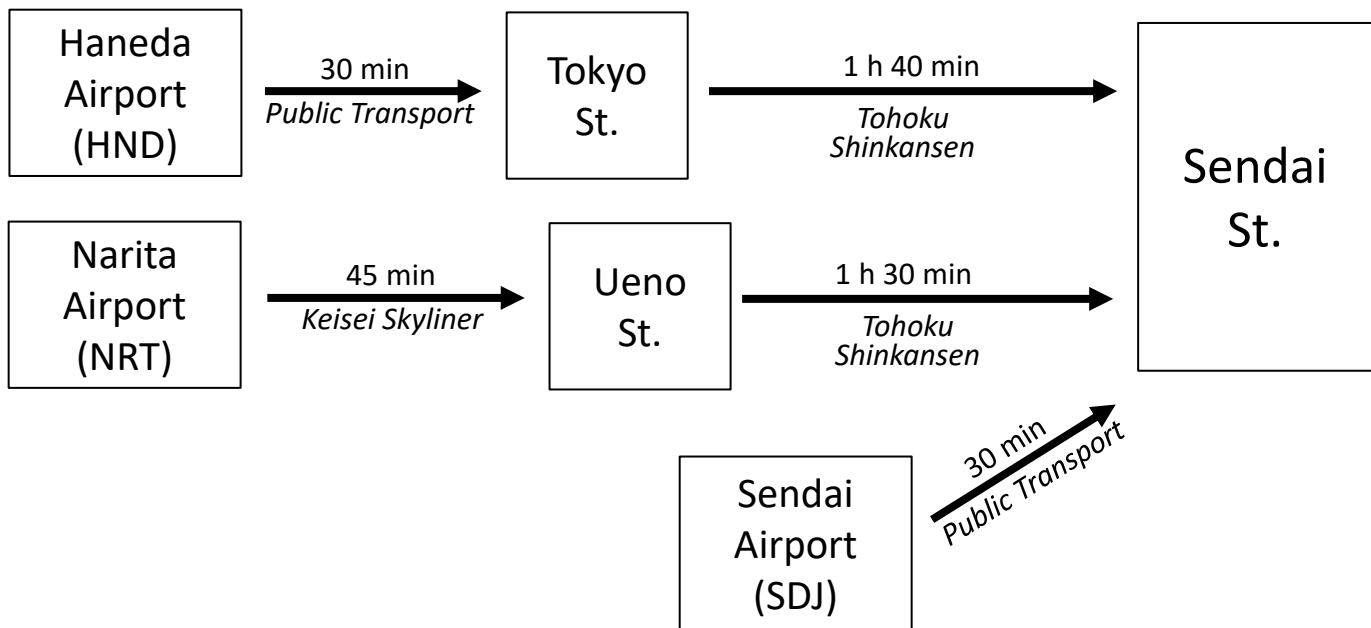 Haneda
Airport
(HND)
30 min
Public Transport
Tokyo
St.
1 h 40 min
Tohoku
Shinkansen
Sendai
St.
Narita
Airport
(NRT)
45 min
Keisei Skyliner
Ueno
St.
1 h 30 min
Tohoku
Shinkansen
Sendai
Airport
(SDJ)
30 min
Public Transport